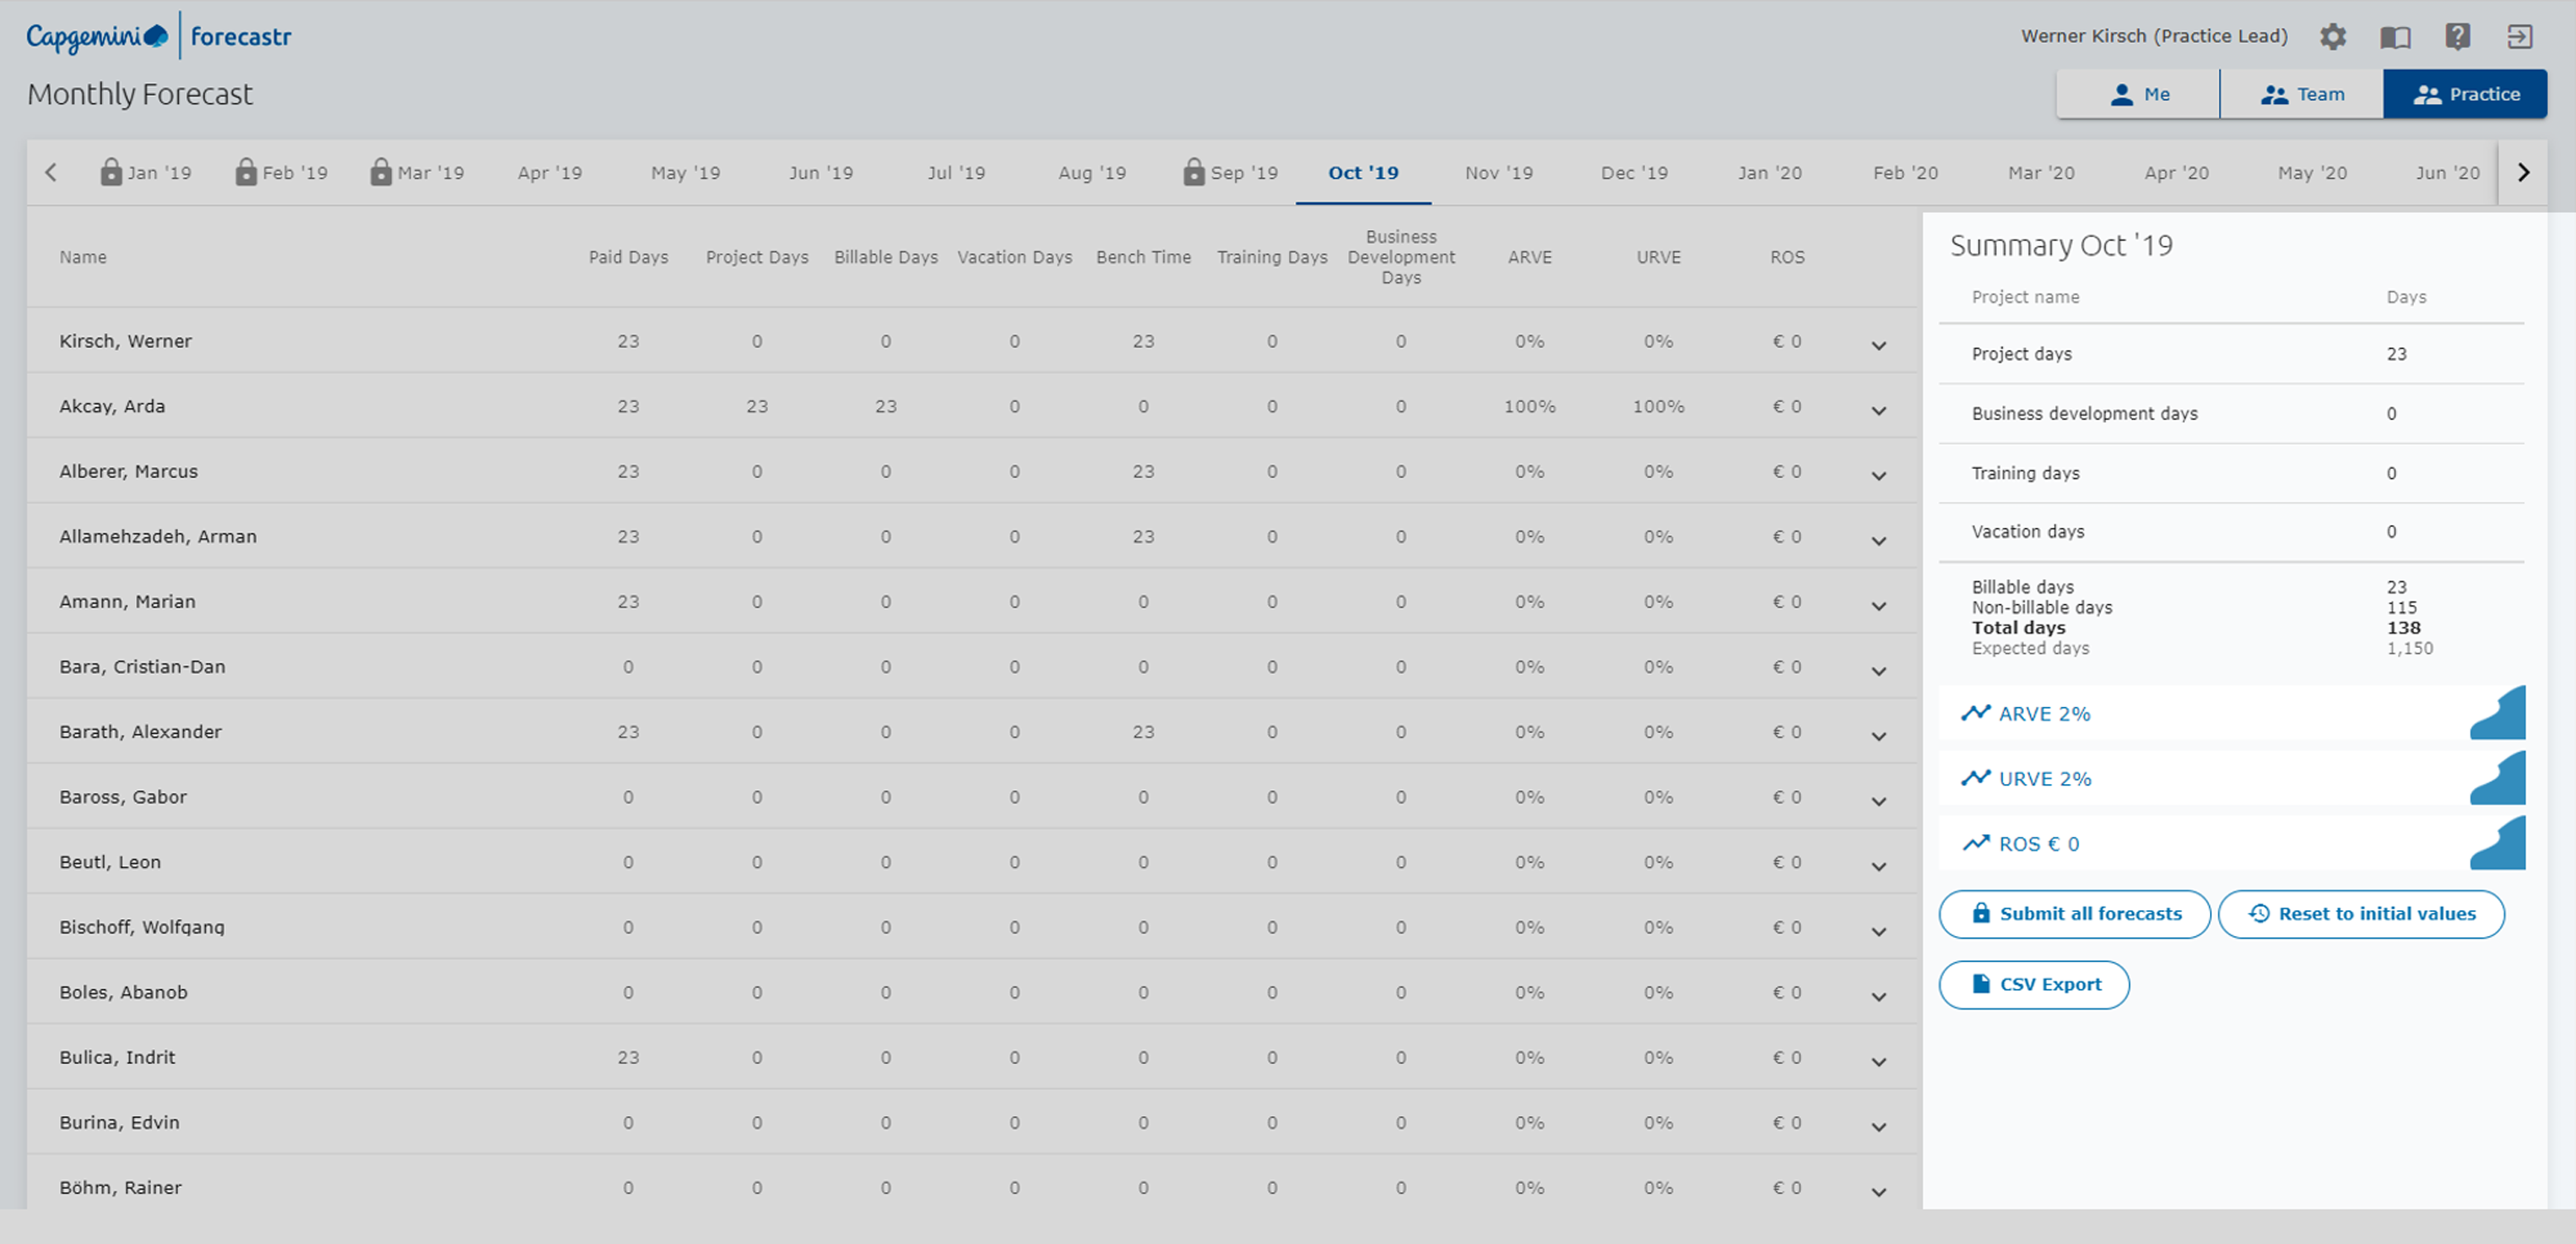 Capgemini forecastr
Werner Kirsch (Practice Lead)
Monthly Forecast
Me
Team
Practice
Jan '19 Feb '19 Mar '19 Apr '19 May '19 Jun '19 Jul '19 Aug '19 Sep '19 Oct '19 Nov '19 Dec '19 Jan '20 Feb '20 Mar '20 Apr '20 May '20 Jun '20
Name Paid Days Project Days Billable Days Vacation Days Bench Time Training Days Business Development Days ARVE URVE ROS
Kirsch, Werner 23 0 0 0 23 0 0 0% 0% € 0
Akcay, Arda 23 23 23 0 0 0 0 100% 100% € 0
Alberer, Marcus 23 0 0 0 23 0 0 0% 0% € 0
Allamehzadeh, Arman 23 0 0 0 23 0 0 0% 0% € 0
Amann, Marian 23 0 0 0 0 0 0 0% 0% € 0
Bara, Cristian-Dan 0 0 0 0 0 0 0 0% 0% € 0
Barath, Alexander 23 0 0 0 23 0 0 0% 0% € 0
Baross, Gabor 0 0 0 0 0 0 0 0% 0% € 0
Beutl, Leon 0 0 0 0 0 0 0 0% 0% € 0
Bischoff, Wolfgang 0 0 0 0 0 0 0 0% 0% € 0
Boles, Abanob 0 0 0 0 0 0 0 0% 0% € 0
Bulica, Indrit 23 0 0 0 0 0 0 0% 0% € 0
Burina, Edvin 0 0 0 0 0 0 0 0% 0% € 0
Böhm, Rainer 0 0 0 0 0 0 0 0% 0% € 0
Summary Oct '19
Project name Days
Project days 23
Business development days 0
Training days 0
Vacation days 0
Billable days 23
Non-billable days 115
Total days 138
Expected days 1,150
ARVE 2%
URVE 2%
ROS € 0
Submit all forecasts
Reset to initial values
CSV Export